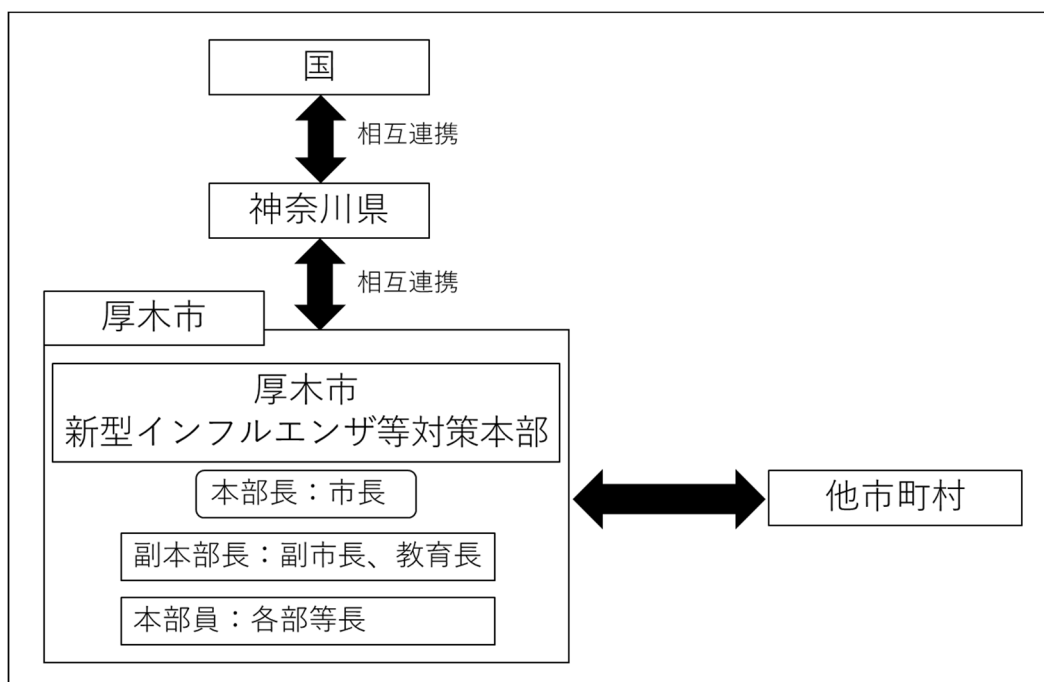 国
相互連携
神奈川県
相互連携
厚木市
厚木市
新型インフルエンザ等対策本部
本部長：市長
副本部長：副市長、教育長
本部員：各部等長
他市町村